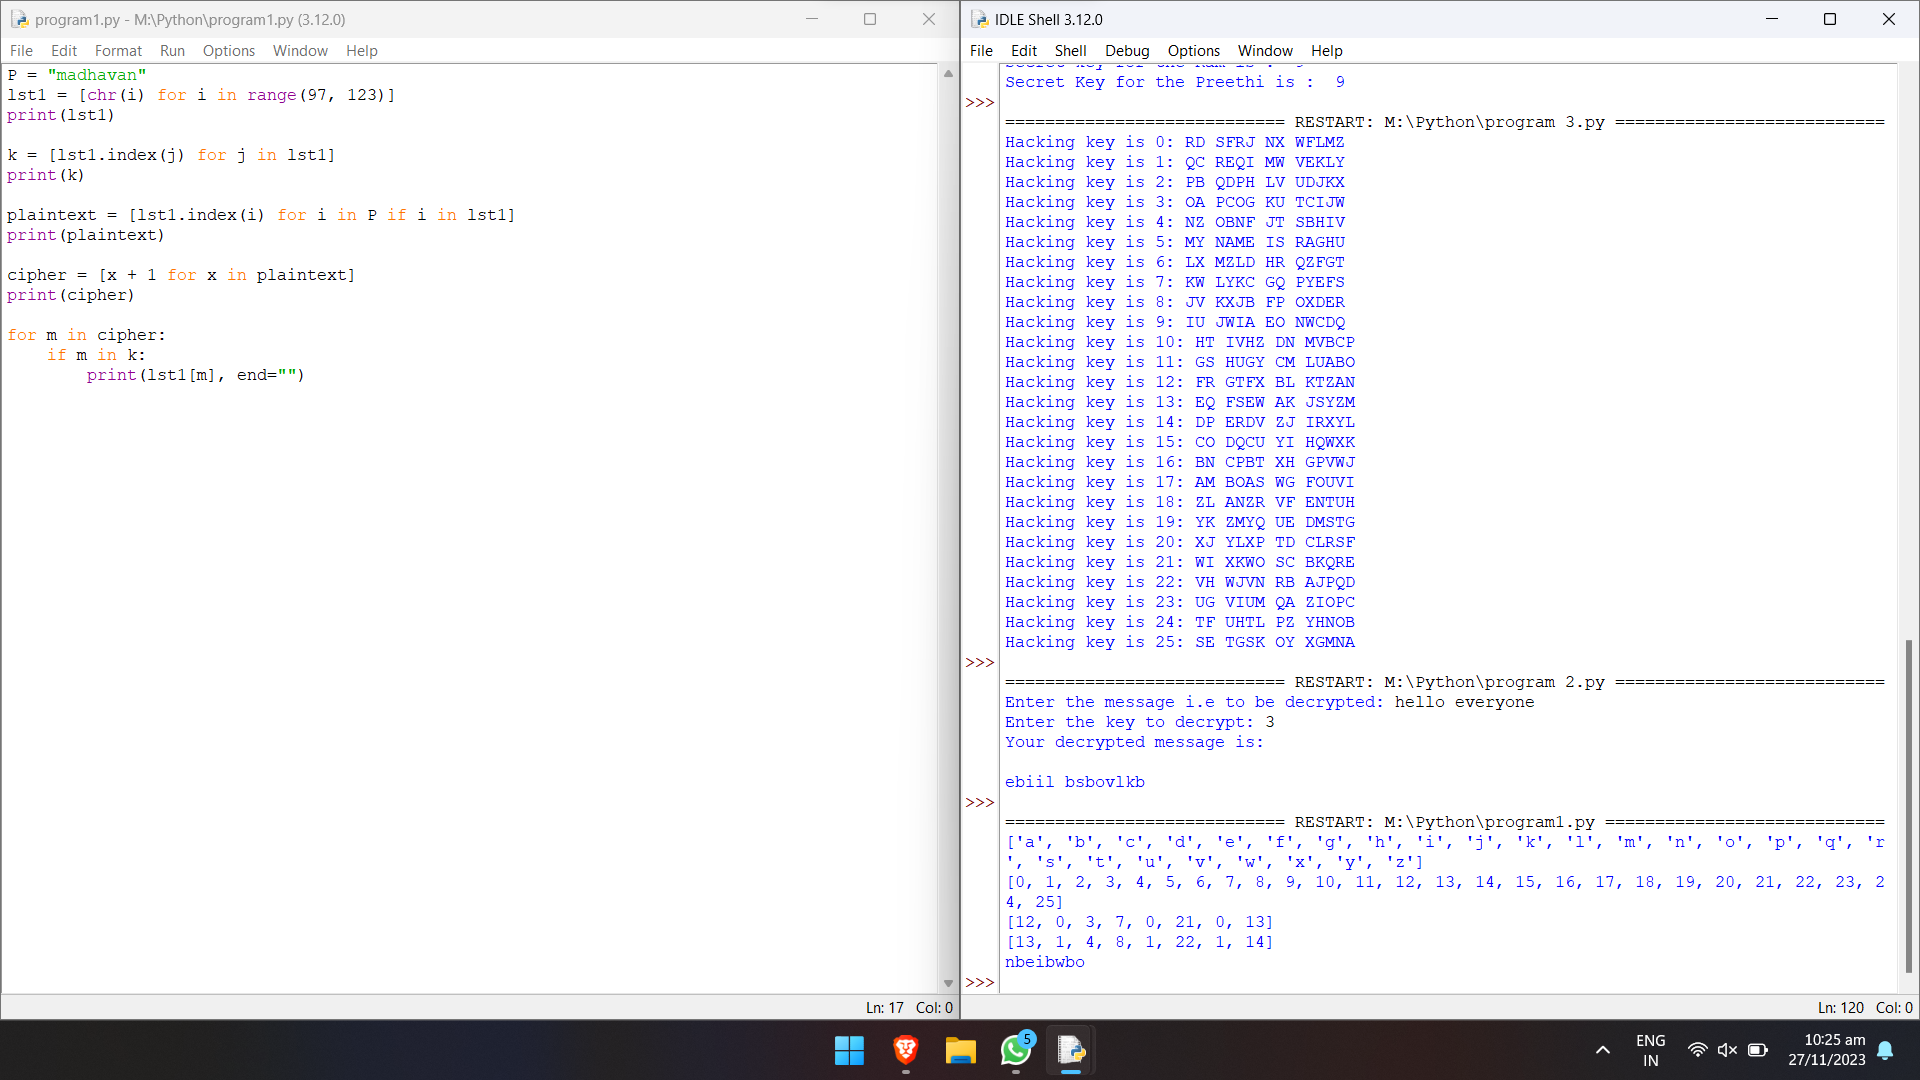 program1.py - M:\Python\program1.py (3.12.0)
File Edit Format Run Options Window Help
P = "madhavan"
lst1 = [chr(i) for i in range(97, 123)]
print(lst1)
k = [lst1.index(j) for j in lst1]
print(k)
plaintext = [lst1.index(i) for i in P if i in lst1]
print(plaintext)
cipher = [x + 1 for x in plaintext]
print(cipher)
for m in cipher:
    if m in k:
        print(lst1[m], end="")
Ln: 17 Col: 0
IDLE Shell 3.12.0
File Edit Shell Debug Options Window Help
Secret Key for the Preethi is :  9
>>>
============================ RESTART: M:\Python\program 3.py ===========================
Hacking key is 0: RD SFRJ NX WFLMZ
Hacking key is 1: QC REQI MW VEKLY
Hacking key is 2: PB QDPH LV UDJKX
Hacking key is 3: OA PCOG KU TCIJW
Hacking key is 4: NZ OBNF JT SBHIV
Hacking key is 5: MY NAME IS RAGHU
Hacking key is 6: LX MZLD HR QZFGT
Hacking key is 7: KW LYKC GQ PYEFS
Hacking key is 8: JV KXJB FP OXDER
Hacking key is 9: IU JWIA EO NWCDQ
Hacking key is 10: HT IVHZ DN MVBCP
Hacking key is 11: GS HUGY CM LUABO
Hacking key is 12: FR GTFX BL KTZAN
Hacking key is 13: EQ FSEW AK JSYZM
Hacking key is 14: DP ERDV ZJ IRXYL
Hacking key is 15: CO DQCU YI HQWXK
Hacking key is 16: BN CPBT XH GPVWJ
Hacking key is 17: AM BOAS WG FOUVI
Hacking key is 18: ZL ANZR VF ENTUH
Hacking key is 19: YK ZMYQ UE DMSTG
Hacking key is 20: XJ YLXP TD CLRSF
Hacking key is 21: WI XKWO SC BKQRE
Hacking key is 22: VH WJVN RB AJPQD
Hacking key is 23: UG VIUM QA ZIOPC
Hacking key is 24: TF UHTL PZ YHNOB
Hacking key is 25: SE TGSK OY XGMNA
>>>
============================ RESTART: M:\Python\program 2.py ===========================
Enter the message i.e to be decrypted: hello everyone
Enter the key to decrypt: 3
Your decrypted message is:
ebiil bsbovlkb
>>>
============================ RESTART: M:\Python\program1.py ============================
['a', 'b', 'c', 'd', 'e', 'f', 'g', 'h', 'i', 'j', 'k', 'l', 'm', 'n', 'o', 'p', 'q', 'r
', 's', 't', 'u', 'v', 'w', 'x', 'y', 'z']
[0, 1, 2, 3, 4, 5, 6, 7, 8, 9, 10, 11, 12, 13, 14, 15, 16, 17, 18, 19, 20, 21, 22, 23, 2
4, 25]
[12, 0, 3, 7, 0, 21, 0, 13]
[13, 1, 4, 8, 1, 22, 1, 14]
nbeibwbo
>>>
Ln: 120 Col: 0
5
ENG
IN
10:25 am
27/11/2023